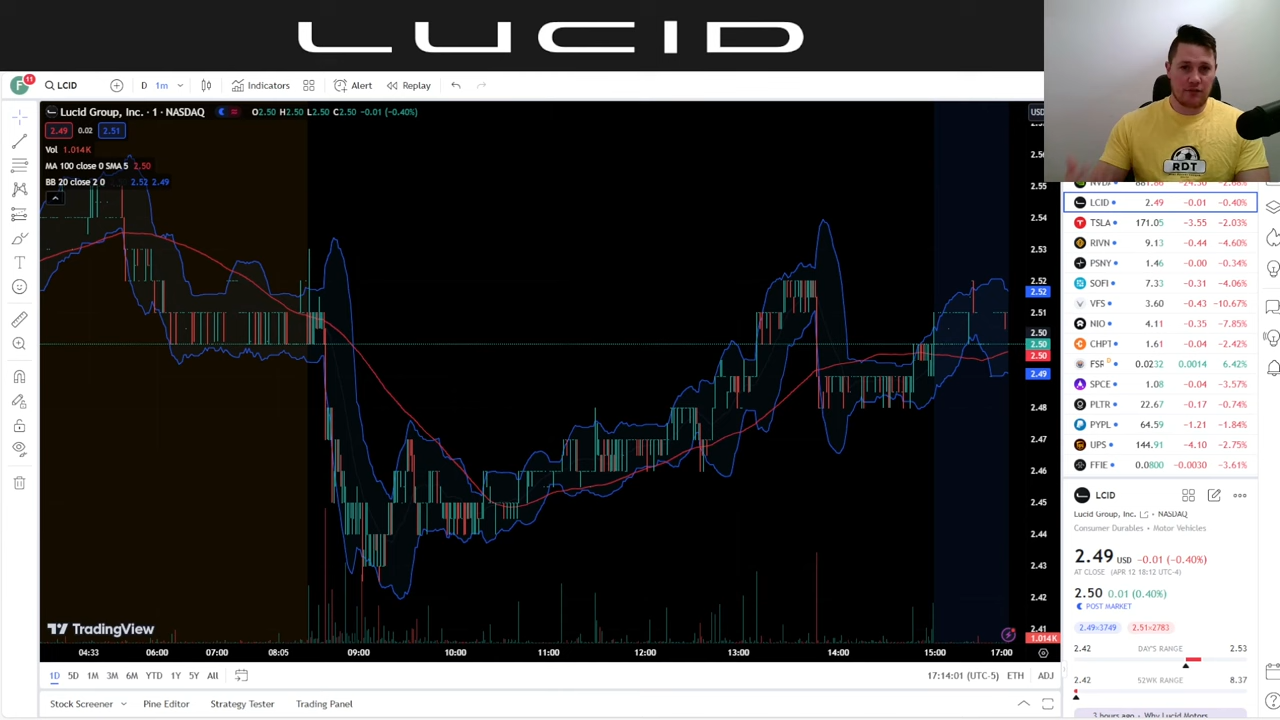 LUCID
11
LCID
D
1m
Indicators
Alert
Replay
Lucid Group, Inc. · 1 · NASDAQ
O2.50 H2.50 L2.50 C2.50 -0.01 (-0.40%)
2.49 0.02 2.51
Vol 1.014K
MA 100 close 0 SMA 5 2.50
BB 20 close 2 0 2.52 2.49
TradingView
USD
2.56
2.55
2.54
2.53
2.52
2.52
2.51
2.50
2.50
2.50
2.49
2.48
2.47
2.46
2.45
2.44
2.43
2.42
2.41
1.014K
04:33 06:00 07:00 08:05 09:00 10:00 11:00 12:00 13:00 14:00 15:00 17:00
1D 5D 1M 3M 6M YTD 1Y 5Y All
17:14:01 (UTC-5) ETH ADJ
Stock Screener Pine Editor Strategy Tester Trading Panel
RDT
NVDA 881.86 -24.30 -2.68%
LCID 2.49 -0.01 -0.40%
TSLA 171.05 -3.55 -2.03%
RIVN 9.13 -0.44 -4.60%
PSNY 1.46 -0.00 -0.34%
SOFI 7.33 -0.31 -4.06%
VFS 3.60 -0.43 -10.67%
NIO 4.11 -0.35 -7.85%
CHPT 1.61 -0.04 -2.42%
FSR D 0.0232 0.0014 6.42%
SPCE 1.08 -0.04 -3.57%
PLTR 22.67 -0.17 -0.74%
PYPL 64.59 -1.21 -1.84%
UPS 144.91 -4.10 -2.75%
FFIE 0.0800 -0.0030 -3.61%
LCID
Lucid Group, Inc. NASDAQ
Consumer Durables • Motor Vehicles
2.49 USD -0.01 (-0.40%)
AT CLOSE (APR 12 18:12 UTC-4)
2.50 0.01 (0.40%)
POST MARKET
2.49×3749 2.51×2783
2.42 DAY'S RANGE 2.53
2.42 52WK RANGE 8.37
3 hours ago • Why Lucid Motors